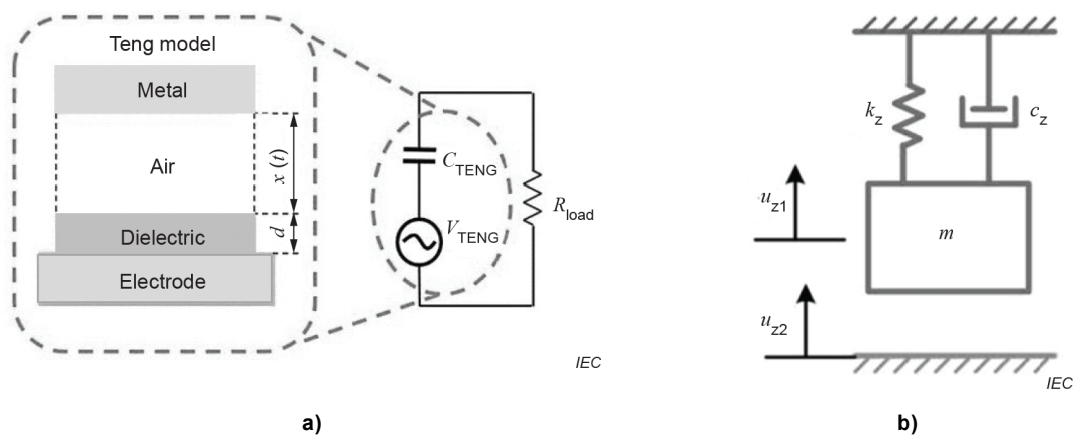 Teng model
Metal
Air
x (t)
Dielectric
d
Electrode
C_TENG
V_TENG
R_load
IEC
a)
k_z
c_z
u_z1
m
u_z2
IEC
b)